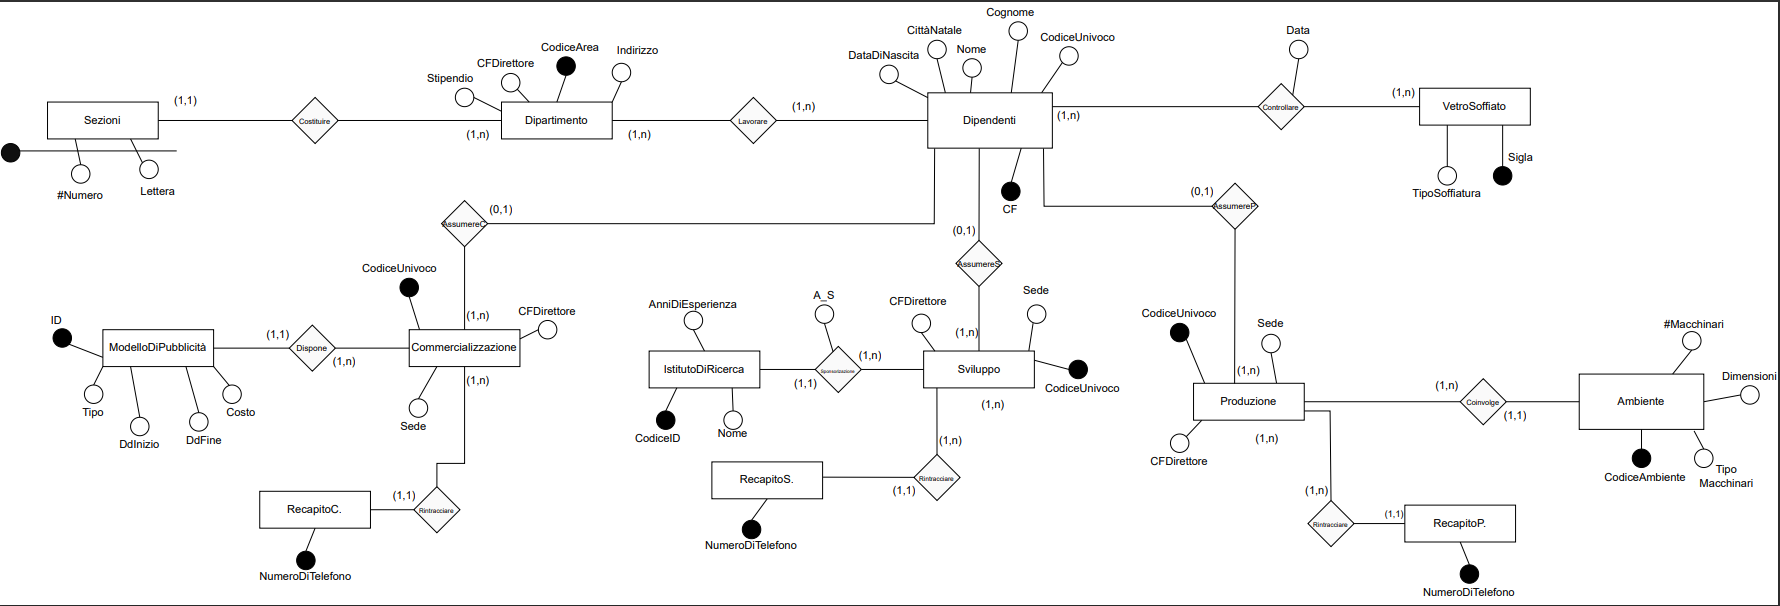 Cognome
CittàNatale
CodiceUnivoco
Data
CodiceArea
Indirizzo
Nome
DataDiNascita
CFDirettore
Stipendio
(1,1)
(1,n)
(1,n)
(1,n)
Sezioni
Costituire
Dipartimento
Lavorare
Dipendenti
Controllare
VetroSoffiato
(1,n)
(1,n)
Sigla
#Numero
Lettera
TipoSoffiatura
CF
(0,1)
(0,1)
AssumereC
AssumereP
(0,1)
AssumereS
CodiceUnivoco
Sede
A_S
CFDirettore
AnniDiEsperienza
CFDirettore
CodiceUnivoco
ID
(1,n)
Sede
#Macchinari
(1,1)
(1,n)
ModelloDiPubblicità
Dispone
(1,n)
Commercializzazione
(1,n)
IstitutoDiRicerca
Sponsorizzazione
Sviluppo
(1,n)
Dimensioni
(1,n)
(1,1)
CodiceUnivoco
(1,n)
Produzione
Coinvolge
(1,1)
Ambiente
Tipo
Costo
Sede
(1,n)
DdInizio
DdFine
CodiceID
Nome
(1,n)
(1,n)
CFDirettore
CodiceAmbiente
Tipo
Macchinari
RecapitoS.
(1,1)
Rintracciare
(1,n)
(1,1)
RecapitoC.
Rintracciare
(1,1)
Rintracciare
RecapitoP.
NumeroDiTelefono
NumeroDiTelefono
NumeroDiTelefono